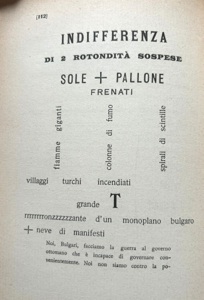 [112]
INDIFFERENZA
DI 2 ROTONDITÀ SOSPESE
SOLE + PALLONE
FRENATI
fiamme giganti
colonne di fumo
spirali di scintille
villaggi turchi incendiati
grande T
rrrrrrronzzzzzante d'un monoplano bulgaro
+ neve di manifesti
Noi, Bulgari, facciamo la guerra al governo
ottomano che è incapace di governare con-
venientemente. Noi non siamo contro la po-